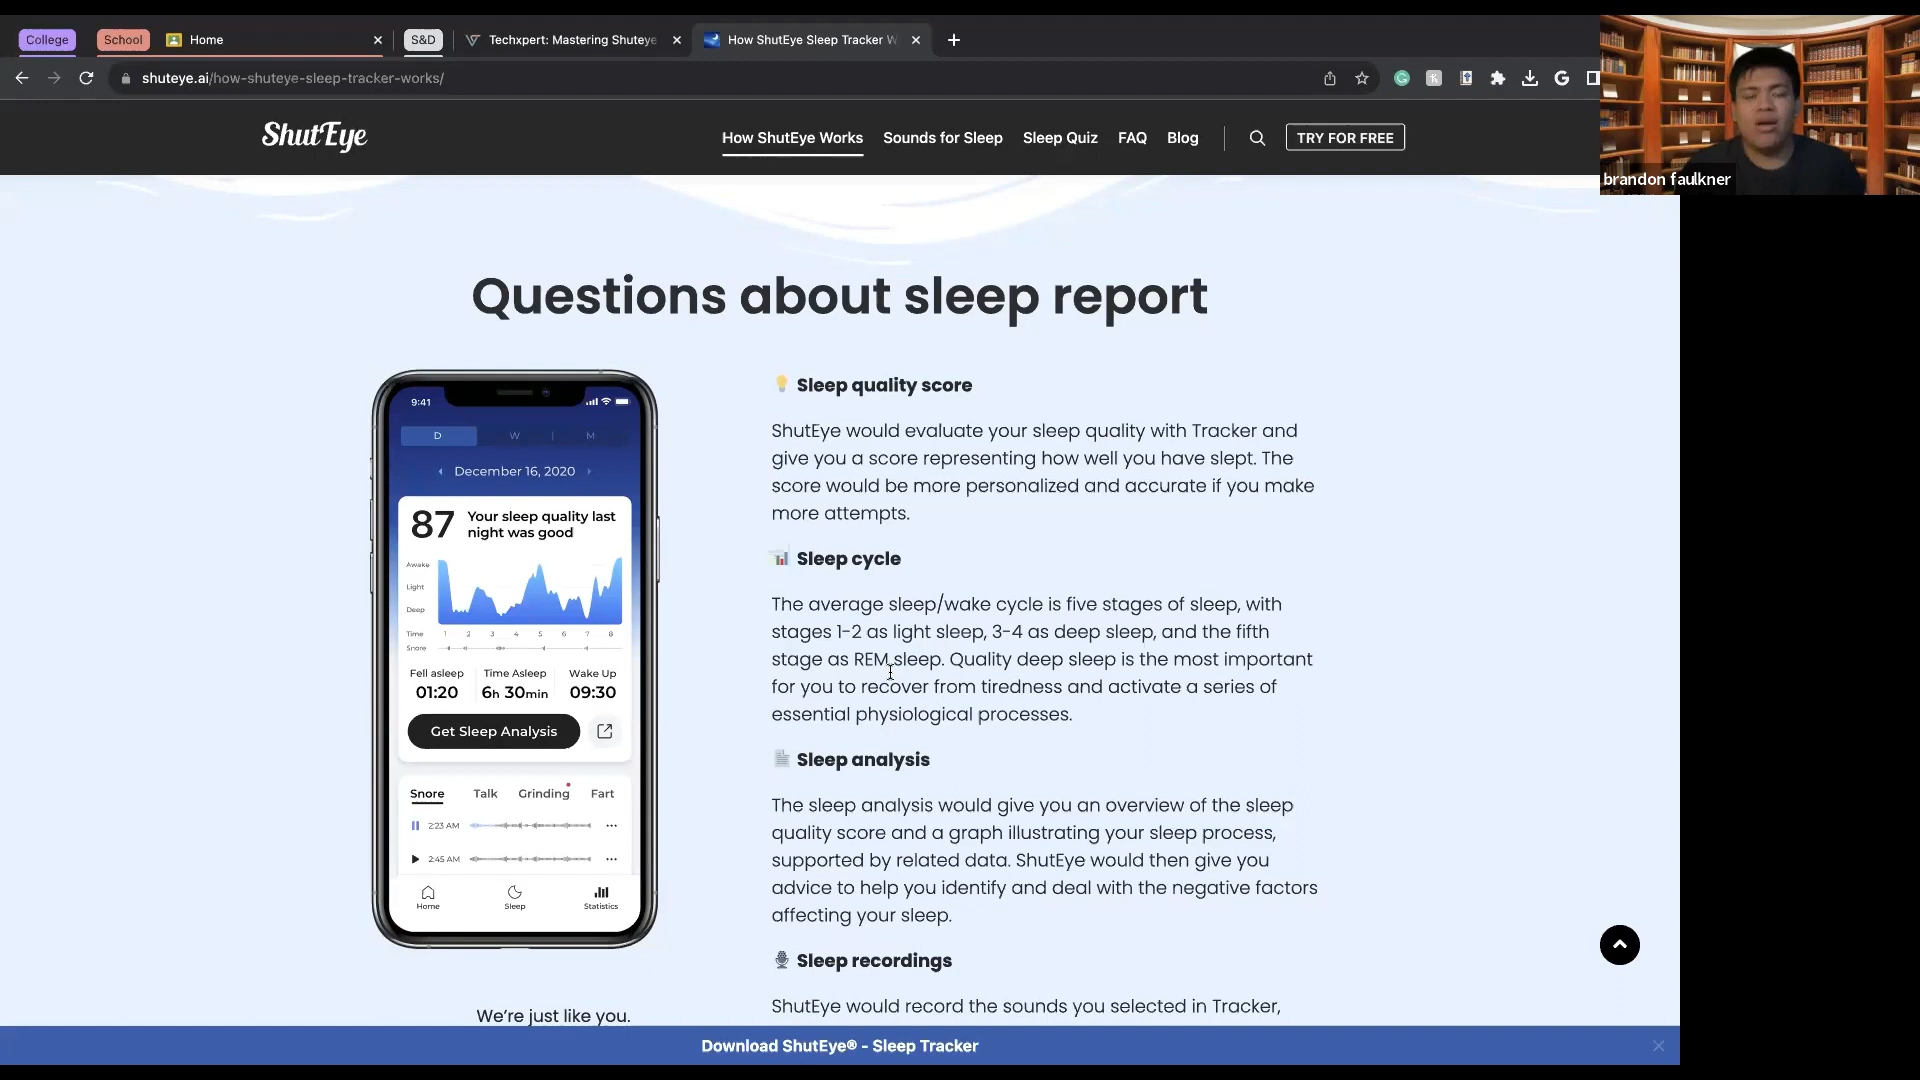 College
School
Home
S&D
Techxpert: Mastering Shuteye
How ShutEye Sleep Tracker W
shuteye.ai/how-shuteye-sleep-tracker-works/
ShutEye
How ShutEye Works
Sounds for Sleep
Sleep Quiz
FAQ
Blog
TRY FOR FREE
brandon faulkner
Questions about sleep report
9:41
D
W
M
December 16, 2020
87
Your sleep quality last
night was good
Awake
Light
Deep
Time 1 2 3 4 5 6 7 8
Snore
Fell asleep
Time Asleep
Wake Up
01:20
6h 30min
09:30
Get Sleep Analysis
Snore
Talk
Grinding
Fart
2:23 AM
2:45 AM
Home
Sleep
Statistics
We're just like you.
Sleep quality score
ShutEye would evaluate your sleep quality with Tracker and
give you a score representing how well you have slept. The
score would be more personalized and accurate if you make
more attempts.
Sleep cycle
The average sleep/wake cycle is five stages of sleep, with
stages 1-2 as light sleep, 3-4 as deep sleep, and the fifth
stage as REM sleep. Quality deep sleep is the most important
for you to recover from tiredness and activate a series of
essential physiological processes.
Sleep analysis
The sleep analysis would give you an overview of the sleep
quality score and a graph illustrating your sleep process,
supported by related data. ShutEye would then give you
advice to help you identify and deal with the negative factors
affecting your sleep.
Sleep recordings
ShutEye would record the sounds you selected in Tracker,
Download ShutEye® - Sleep Tracker